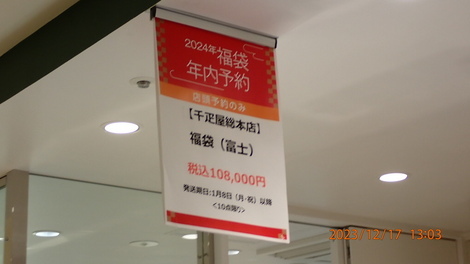 2024年福袋
年内予約
店頭予約のみ
【千疋屋総本店】
福袋（富士）
税込108,000円
発送期日:1月8日（月・祝）以降
<10点限り>
2023/12/17 13:03